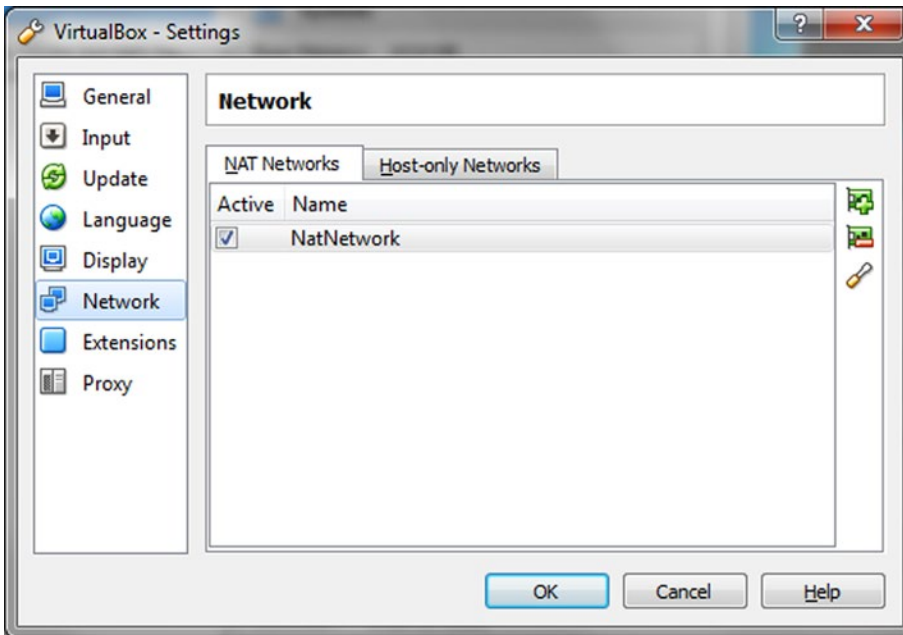 VirtualBox - Settings
General
Input
Update
Language
Display
Network
Extensions
Proxy
Network
NAT Networks Host-only Networks
Active Name
NatNetwork
OK Cancel Help